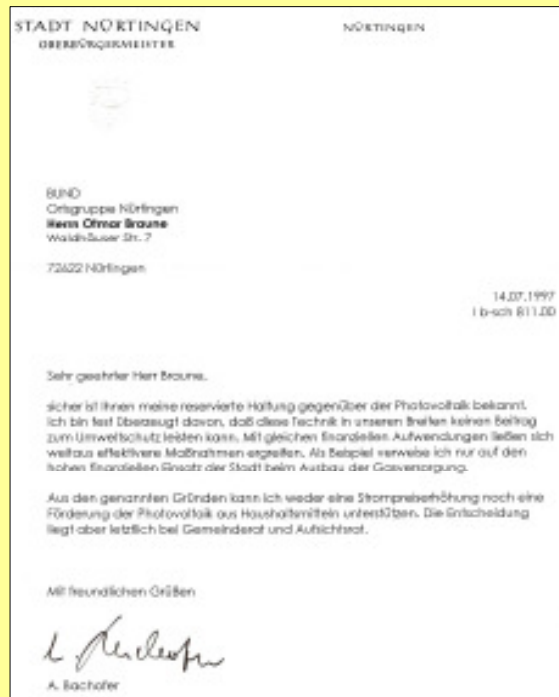 STADT NÜRTINGEN
OBERBÜRGERMEISTER
NÜRTINGEN
BUND
Ortsgruppe Nürtingen
Herrn Otmar Braune
Waldhäuser Str. 7
72622 Nürtingen
14.07.1997
I b-sch 811.00
Sehr geehrter Herr Braune,
sicher ist Ihnen meine reservierte Haltung gegenüber der Photovoltaik bekannt.
Ich bin fest überzeugt davon, daß diese Technik in unseren Breiten keinen Beitrag
zum Umweltschutz leisten kann. Mit gleichen finanziellen Aufwendungen ließen sich
weitaus effektivere Maßnahmen ergreifen. Als Beispiel verweise ich nur auf den
hohen finanziellen Einsatz der Stadt beim Ausbau der Gasversorgung.
Aus den genannten Gründen kann ich weder eine Strompreiserhöhung noch eine
Förderung der Photovoltaik aus Haushaltsmitteln unterstützen. Die Entscheidung
liegt aber letztlich bei Gemeinderat und Aufsichtsrat.
Mit freundlichen Grüßen
A. Bachofer